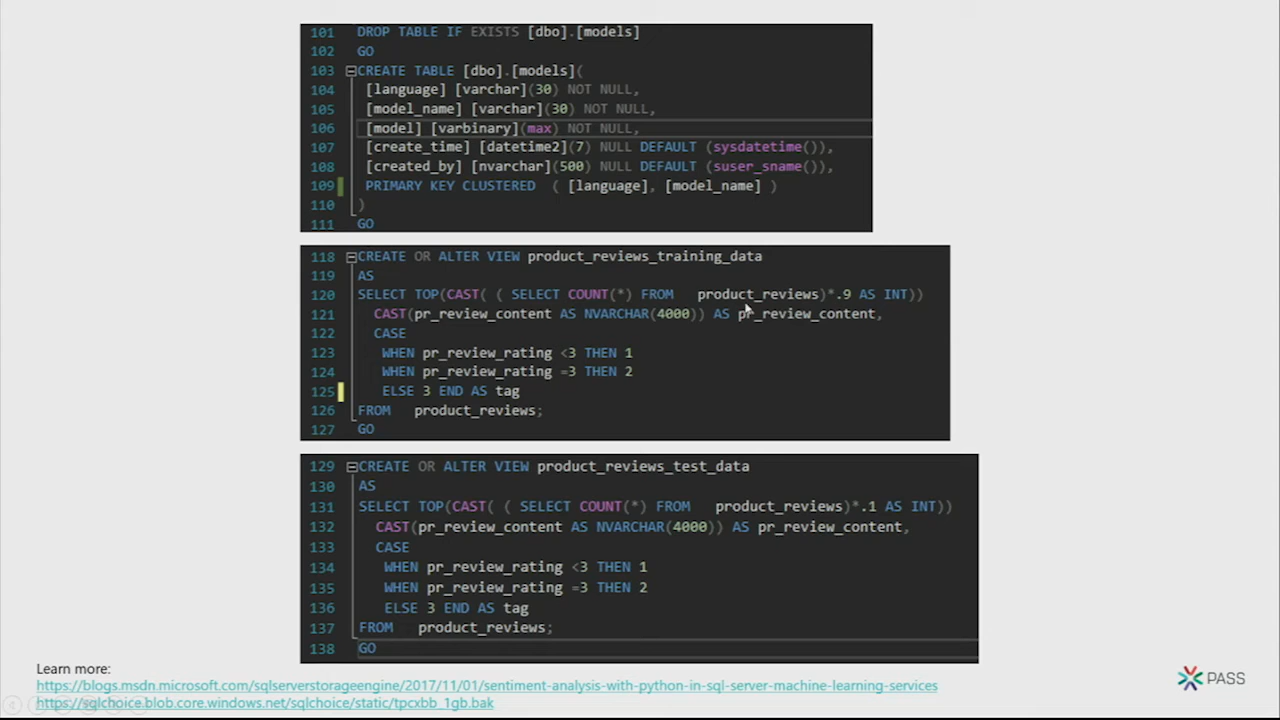 101 DROP TABLE IF EXISTS [dbo].[models]
102 GO
103 CREATE TABLE [dbo].[models](
104 [language] [varchar](30) NOT NULL,
105 [model_name] [varchar](30) NOT NULL,
106 [model] [varbinary](max) NOT NULL,
107 [create_time] [datetime2](7) NULL DEFAULT (sysdatetime()),
108 [created_by] [nvarchar](500) NULL DEFAULT (suser_sname()),
109 PRIMARY KEY CLUSTERED ( [language], [model_name] )
110 )
111 GO
118 CREATE OR ALTER VIEW product_reviews_training_data
119 AS
120 SELECT TOP(CAST( ( SELECT COUNT(*) FROM product_reviews)*.9 AS INT))
121 CAST(pr_review_content AS NVARCHAR(4000)) AS pr_review_content,
122 CASE
123 WHEN pr_review_rating <3 THEN 1
124 WHEN pr_review_rating =3 THEN 2
125 ELSE 3 END AS tag
126 FROM product_reviews;
127 GO
129 CREATE OR ALTER VIEW product_reviews_test_data
130 AS
131 SELECT TOP(CAST( ( SELECT COUNT(*) FROM product_reviews)*.1 AS INT))
132 CAST(pr_review_content AS NVARCHAR(4000)) AS pr_review_content,
133 CASE
134 WHEN pr_review_rating <3 THEN 1
135 WHEN pr_review_rating =3 THEN 2
136 ELSE 3 END AS tag
137 FROM product_reviews;
138 GO
Learn more:
https://blogs.msdn.microsoft.com/sqlserverstorageengine/2017/11/01/sentiment-analysis-with-python-in-sql-server-machine-learning-services
https://sqlchoice.blob.core.windows.net/sqlchoice/static/tpcxbb_1gb.bak
PASS